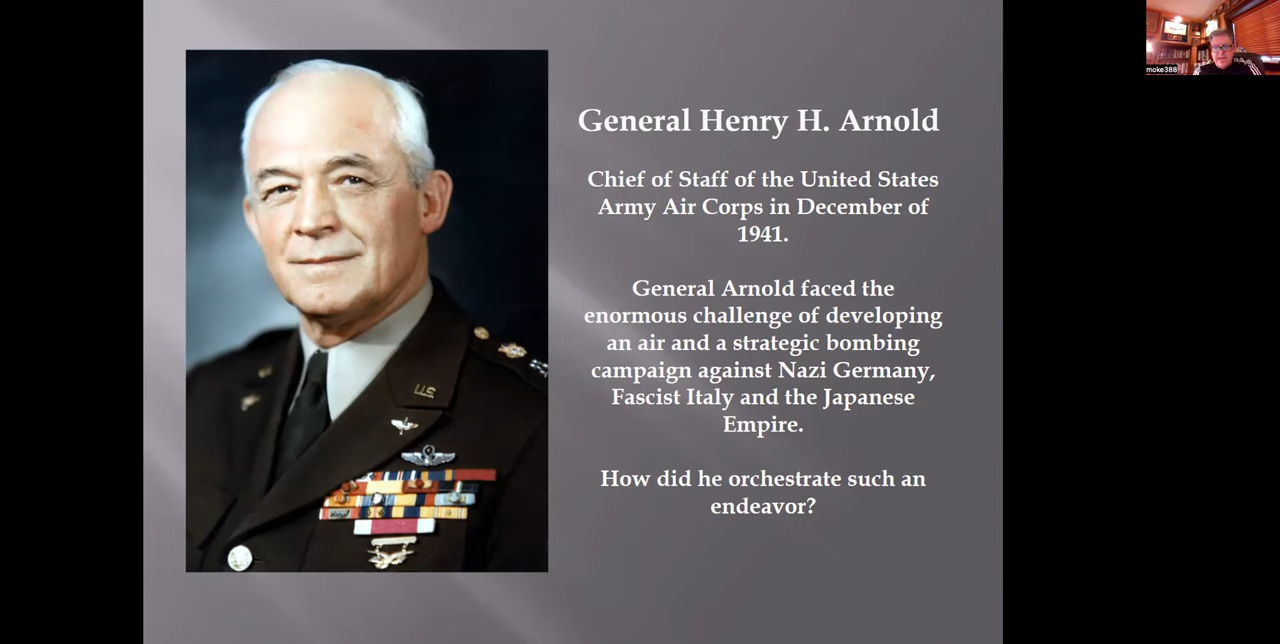 General Henry H. Arnold
Chief of Staff of the United States
Army Air Corps in December of
1941.
General Arnold faced the
enormous challenge of developing
an air and a strategic bombing
campaign against Nazi Germany,
Fascist Italy and the Japanese
Empire.
How did he orchestrate such an
endeavor?
U.S
moke388